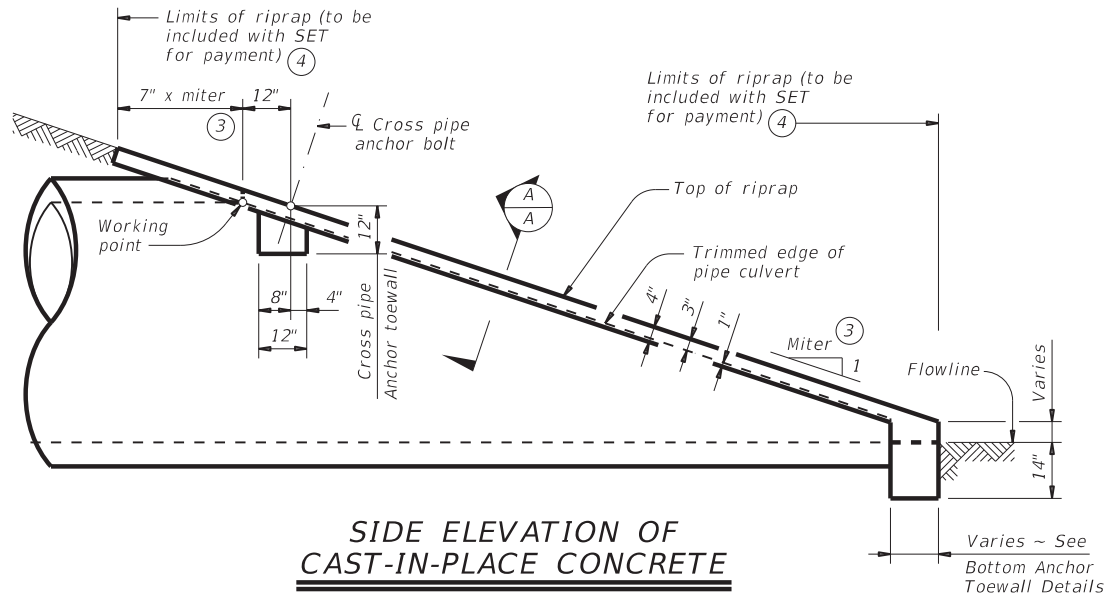 Limits of riprap (to be
included with SET
for payment) 4
7" x miter
12"
3
℄ Cross pipe
anchor bolt
Limits of riprap (to be
included with SET
for payment) 4
A
A
Top of riprap
Working
point
12"
Trimmed edge of
pipe culvert
8"
4"
12"
Cross pipe
Anchor toewall
4"
3"
1"
Miter 3
1
Flowline
Varies
14"
SIDE ELEVATION OF
CAST-IN-PLACE CONCRETE
Varies ~ See
Bottom Anchor
Toewall Details